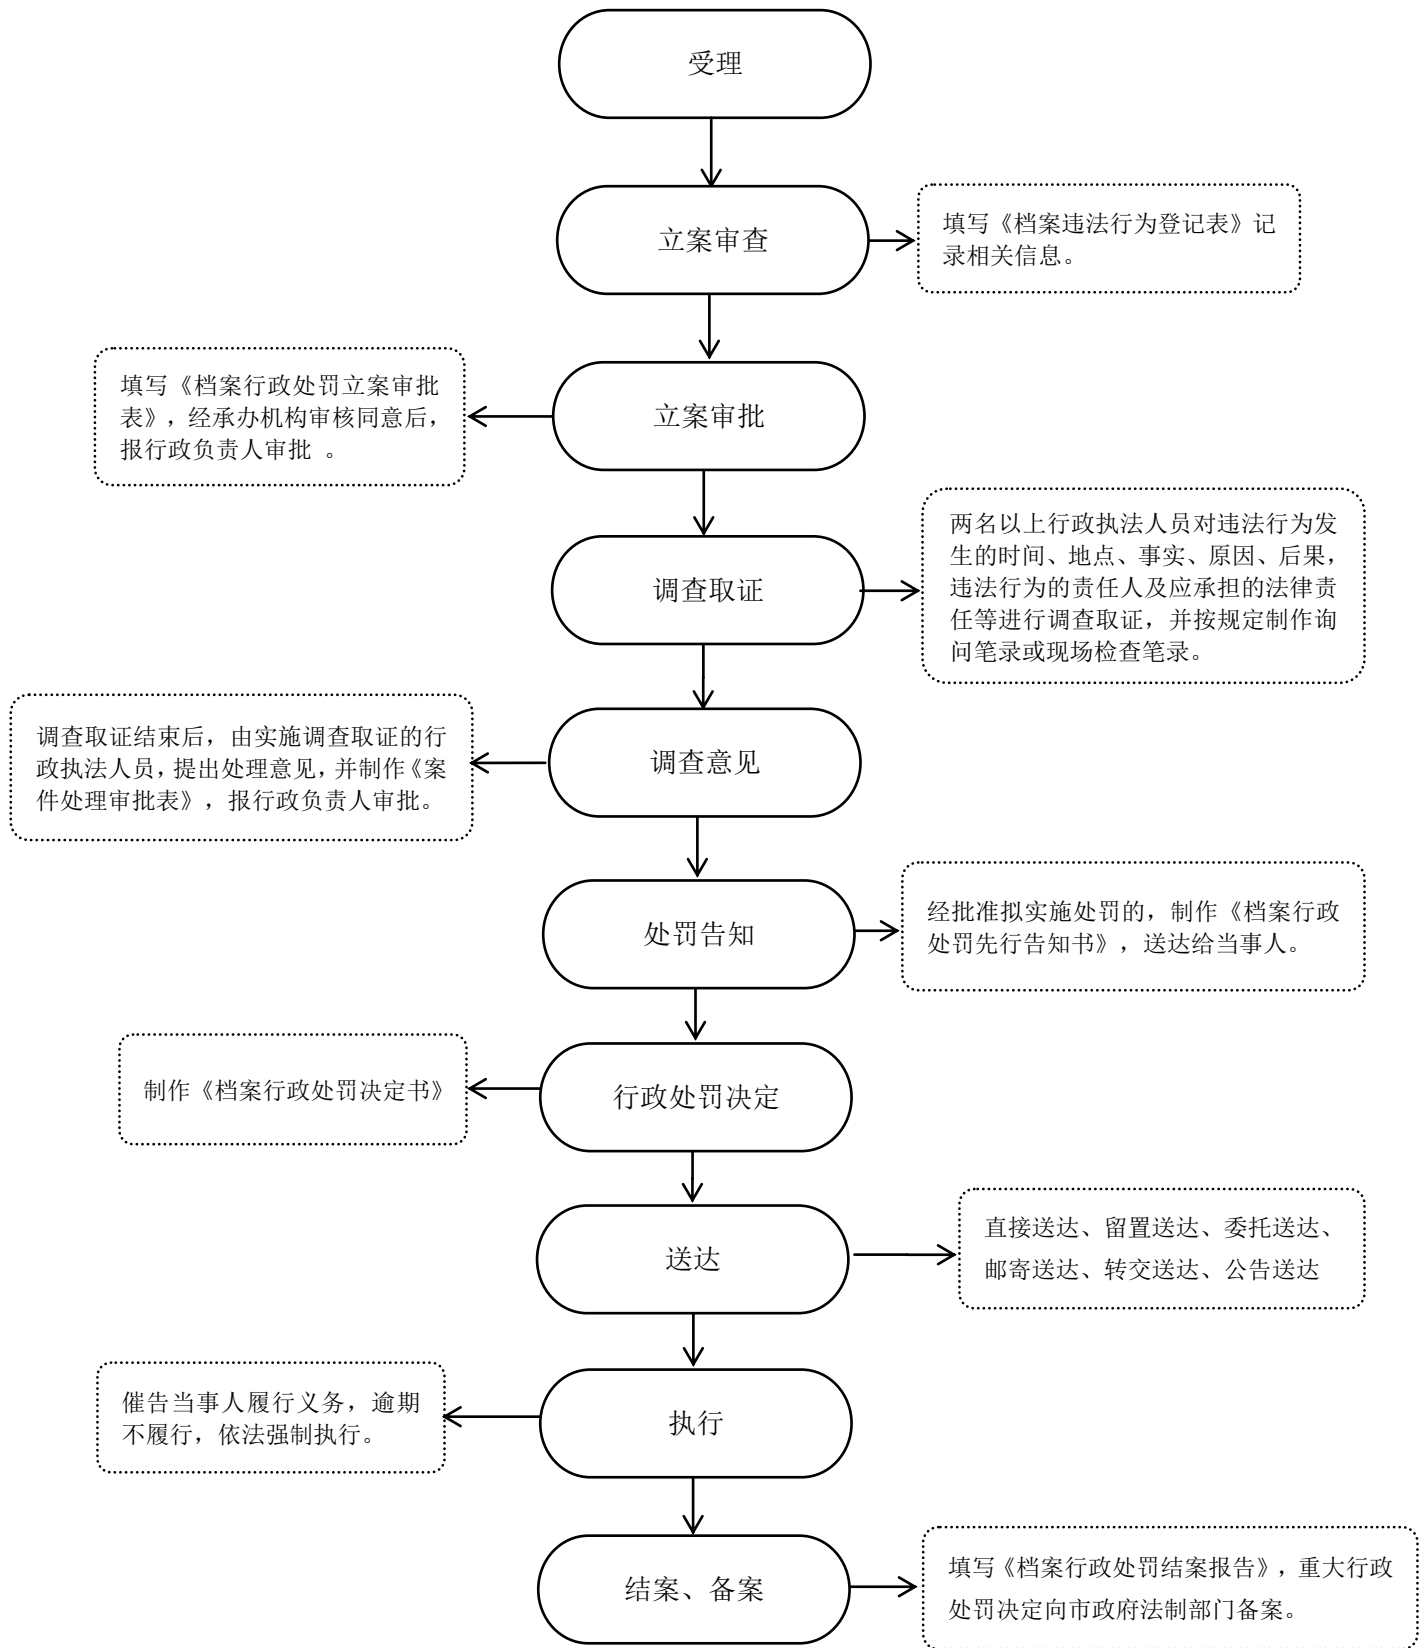 受理
立案审查
填写《档案违法行为登记表》记
录相关信息。
立案审批
填写《档案行政处罚立案审批
表》，经承办机构审核同意后，
报行政负责人审批 。
调查取证
两名以上行政执法人员对违法行为发
生的时间、地点、事实、原因、后果，
违法行为的责任人及应承担的法律责
任等进行调查取证，并按规定制作询
问笔录或现场检查笔录。
调查意见
调查取证结束后，由实施调查取证的行
政执法人员，提出处理意见，并制作《案
件处理审批表》，报行政负责人审批。
处罚告知
经批准拟实施处罚的，制作《档案行政
处罚先行告知书》，送达给当事人。
行政处罚决定
制作《档案行政处罚决定书》
送达
直接送达、留置送达、委托送达、
邮寄送达、转交送达、公告送达
执行
催告当事人履行义务，逾期
不履行，依法强制执行。
结案、备案
填写《档案行政处罚结案报告》，重大行政
处罚决定向市政府法制部门备案。